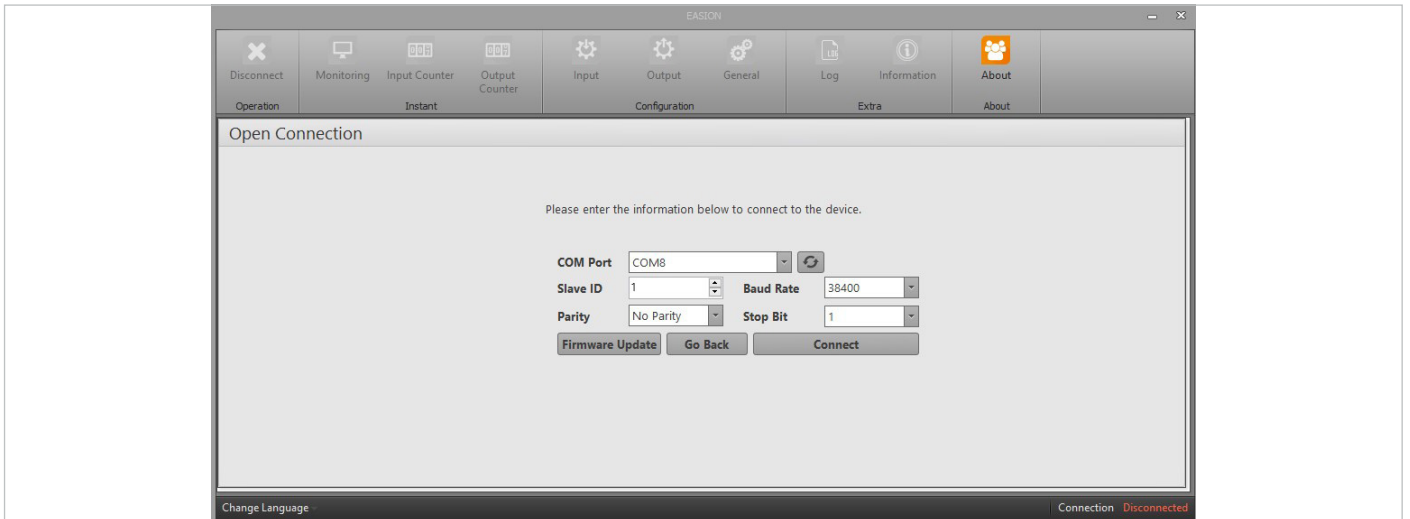 EASION
Disconnect Monitoring Input Counter Output Counter Input Output General Log Information About
Operation Instant Configuration Extra About
Open Connection
Please enter the information below to connect to the device.
COM Port COM8
Slave ID 1 Baud Rate 38400
Parity No Parity Stop Bit 1
Firmware Update Go Back Connect
Change Language Connection Disconnected